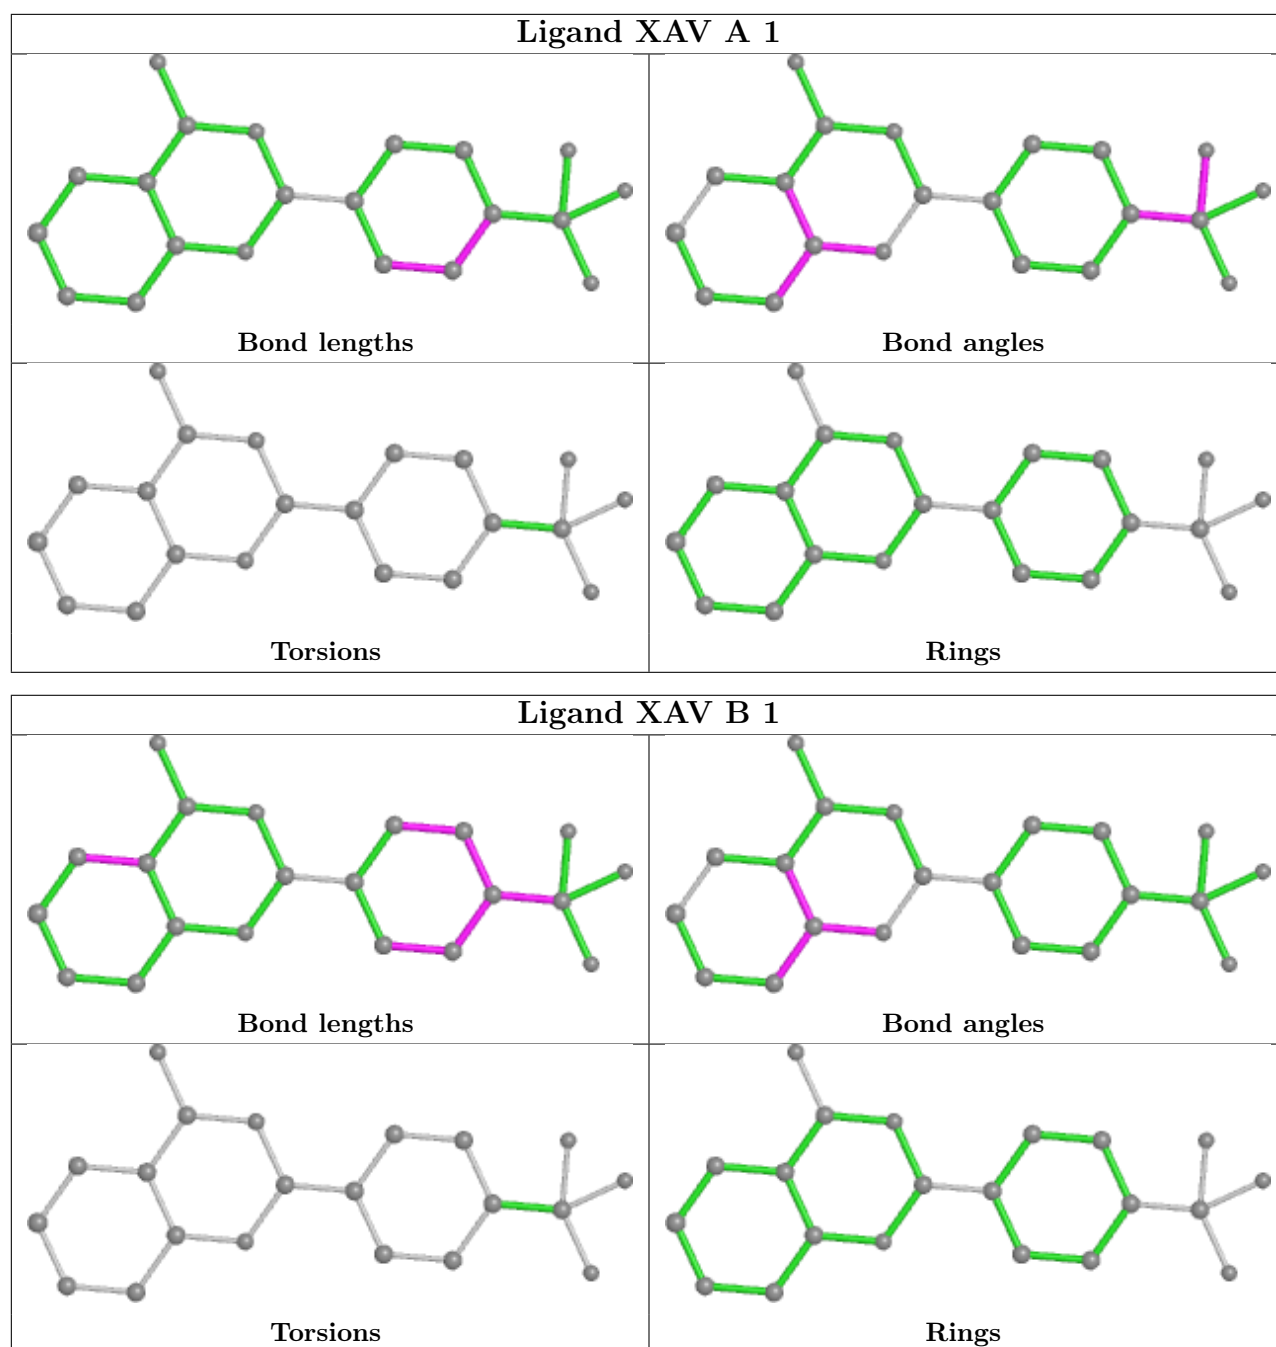 Ligand XAV A 1
Bond lengths
Bond angles
Torsions
Rings
Ligand XAV B 1
Bond lengths
Bond angles
Torsions
Rings